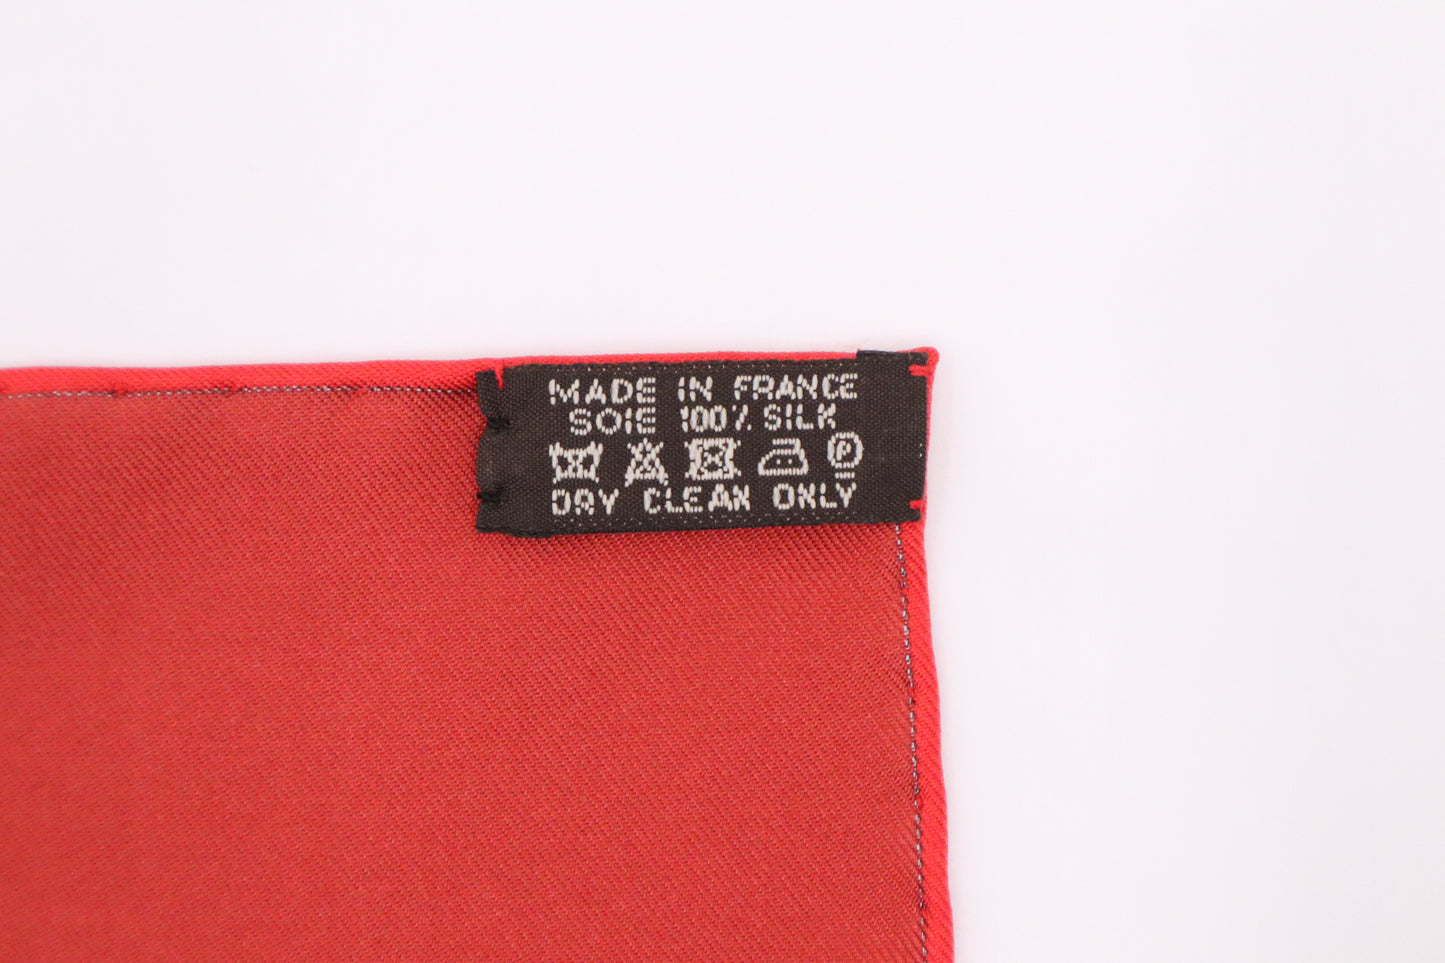 MADE IN FRANCE
SOIE 100% SILK
P
DRY CLEAN ONLY